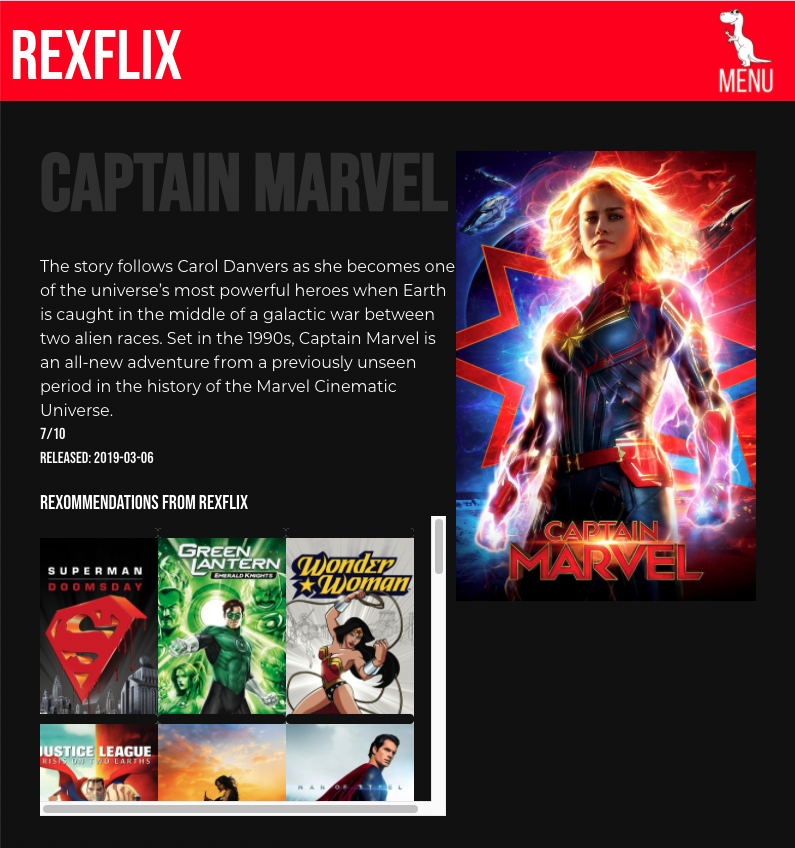 REXFLIX
MENU
CAPTAIN MARVEL
The story follows Carol Danvers as she becomes one
of the universe’s most powerful heroes when Earth
is caught in the middle of a galactic war between
two alien races. Set in the 1990s, Captain Marvel is
an all-new adventure from a previously unseen
period in the history of the Marvel Cinematic
Universe.
7/10
RELEASED: 2019-03-06
REXOMMENDATIONS FROM REXFLIX
SUPERMAN
DOOMSDAY
GREEN
LANTERN
EMERALD KNIGHTS
Wonder
Woman
JUSTICE LEAGUE
RISIS ON TWO EARTHS
MAN OF STEEL
CAPTAIN
MARVEL